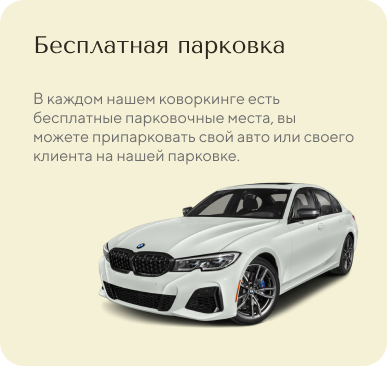 Бесплатная парковка
В каждом нашем коворкинге есть
бесплатные парковочные места, вы
можете припарковать свой авто или своего
клиента на нашей парковке.